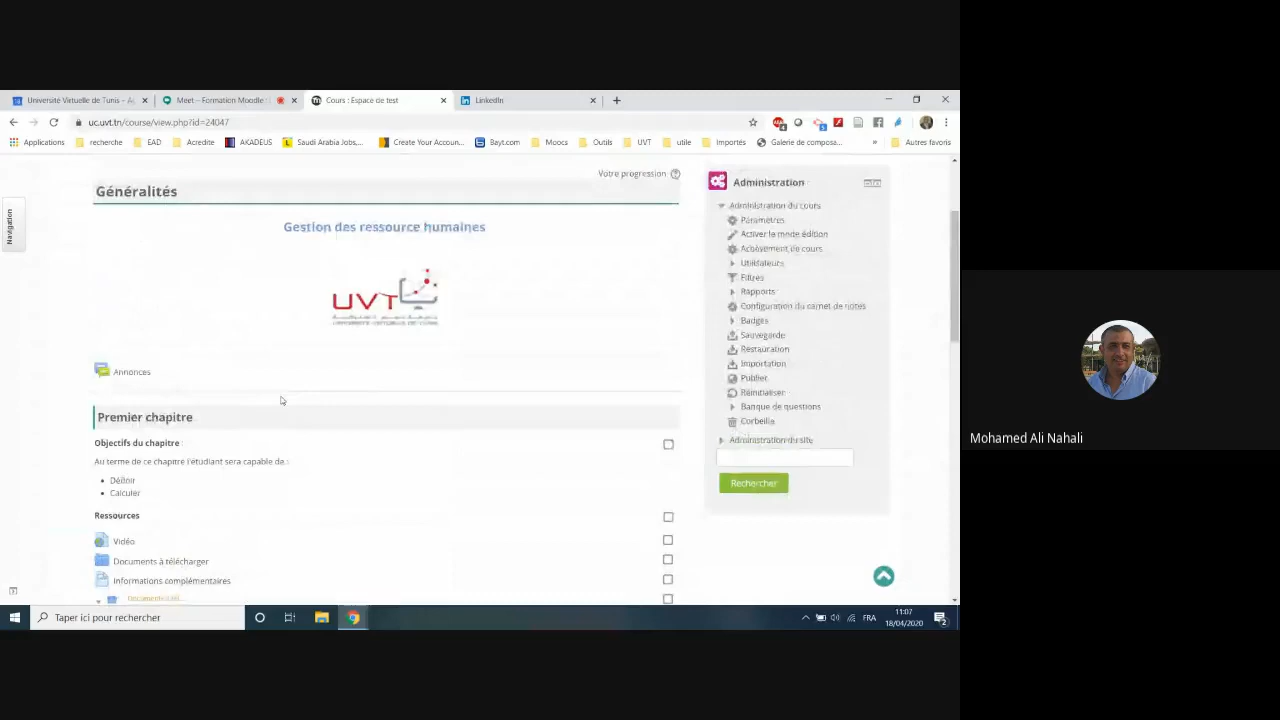 Université Virtuelle de Tunis – A
Meet – Formation Moodle
Cours : Espace de test
LinkedIn
uc.uvt.tn/course/view.php?id=24047
Applications
recherche
EAD
Acredite
AKADEUS
Saudi Arabia Jobs,...
Create Your Accoun...
Bayt.com
Moocs
Outils
UVT
utile
Importés
Galerie de composa...
»
Autres favoris
Navigation
Votre progression
Généralités
Gestion des ressource humaines
UVT
Annonces
Premier chapitre
Objectifs du chapitre :
Au terme de ce chapitre l'étudiant sera capable de :
Définir
Calculer
Ressources
Vidéo
Documents à télécharger
Informations complémentaires
Administration
Administration du cours
Paramètres
Activer le mode édition
Achèvement de cours
Utilisateurs
Filtres
Rapports
Configuration du carnet de notes
Badges
Sauvegarde
Restauration
Importation
Publier
Réinitialiser
Banque de questions
Corbeille
Administration du site
Rechercher
Taper ici pour rechercher
FRA
11:07
18/04/2020
2
Mohamed Ali Nahali